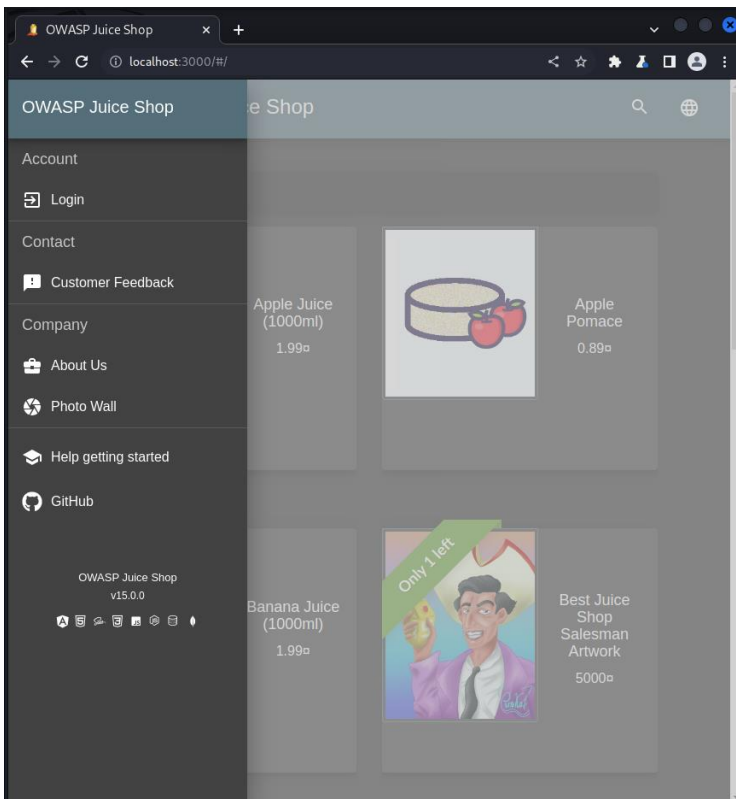 OWASP Juice Shop
localhost:3000/#/
OWASP Juice Shop
e Shop
Account
Login
Contact
Customer Feedback
Company
About Us
Photo Wall
Help getting started
GitHub
OWASP Juice Shop
v15.0.0
Apple Juice
(1000ml)
1.99¤
Apple
Pomace
0.89¤
Banana Juice
(1000ml)
1.99¤
Only 1 left
Best Juice
Shop
Salesman
Artwork
5000¤